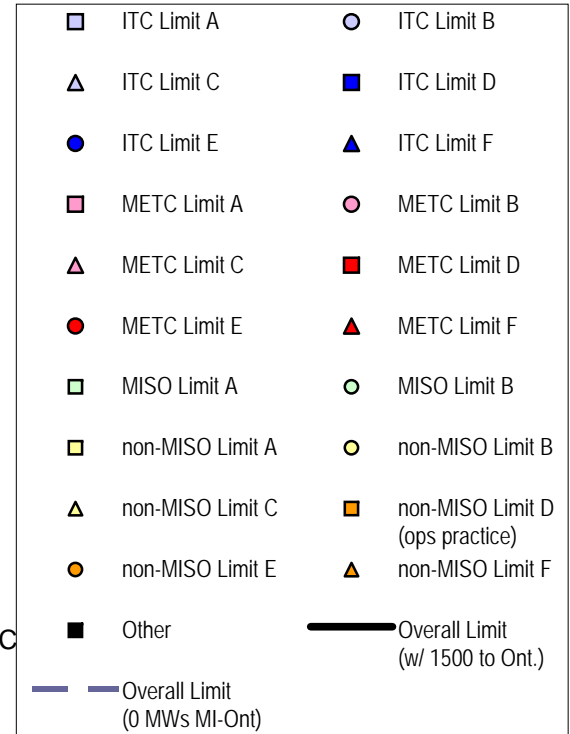 ITC Limit A
ITC Limit B
ITC Limit C
ITC Limit D
ITC Limit E
ITC Limit F
METC Limit A
METC Limit B
METC Limit C
METC Limit D
METC Limit E
METC Limit F
MISO Limit A
MISO Limit B
non-MISO Limit A
non-MISO Limit B
non-MISO Limit C
non-MISO Limit D
(ops practice)
non-MISO Limit E
non-MISO Limit F
C
Other
Overall Limit
(w/ 1500 to Ont.)
Overall Limit
(0 MWs MI-Ont)